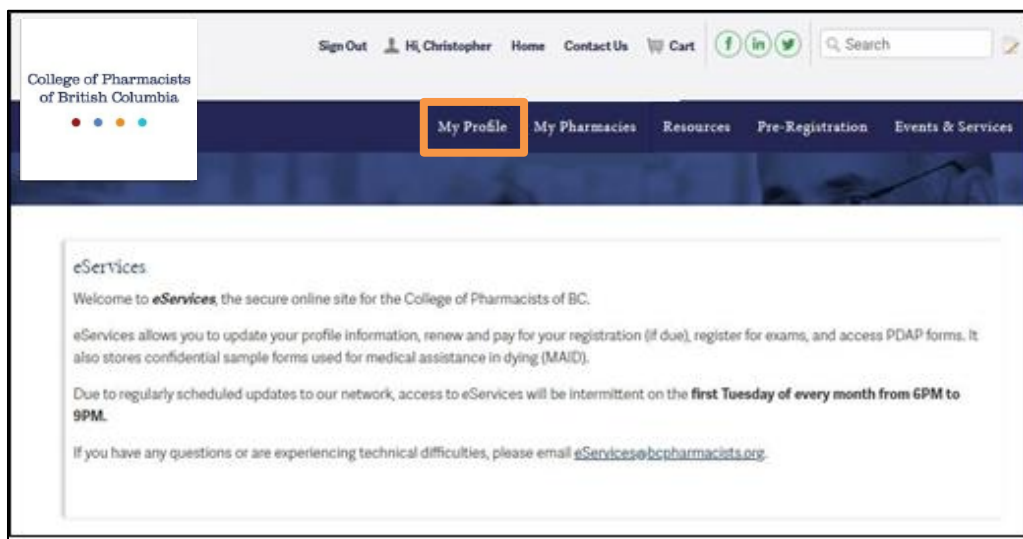 Sign Out Hi, Christopher Home Contact Us Cart f in Search
College of Pharmacists
of British Columbia
My Profile My Pharmacies Resources Pre-Registration Events & Services
eServices
Welcome to eServices, the secure online site for the College of Pharmacists of BC.
eServices allows you to update your profile information, renew and pay for your registration (if due), register for exams, and access PDAP forms. It
also stores confidential sample forms used for medical assistance in dying (MAID).
Due to regularly scheduled updates to our network, access to eServices will be intermittent on the first Tuesday of every month from 6PM to
9PM.
If you have any questions or are experiencing technical difficulties, please email eServices@bcpharmacists.org.